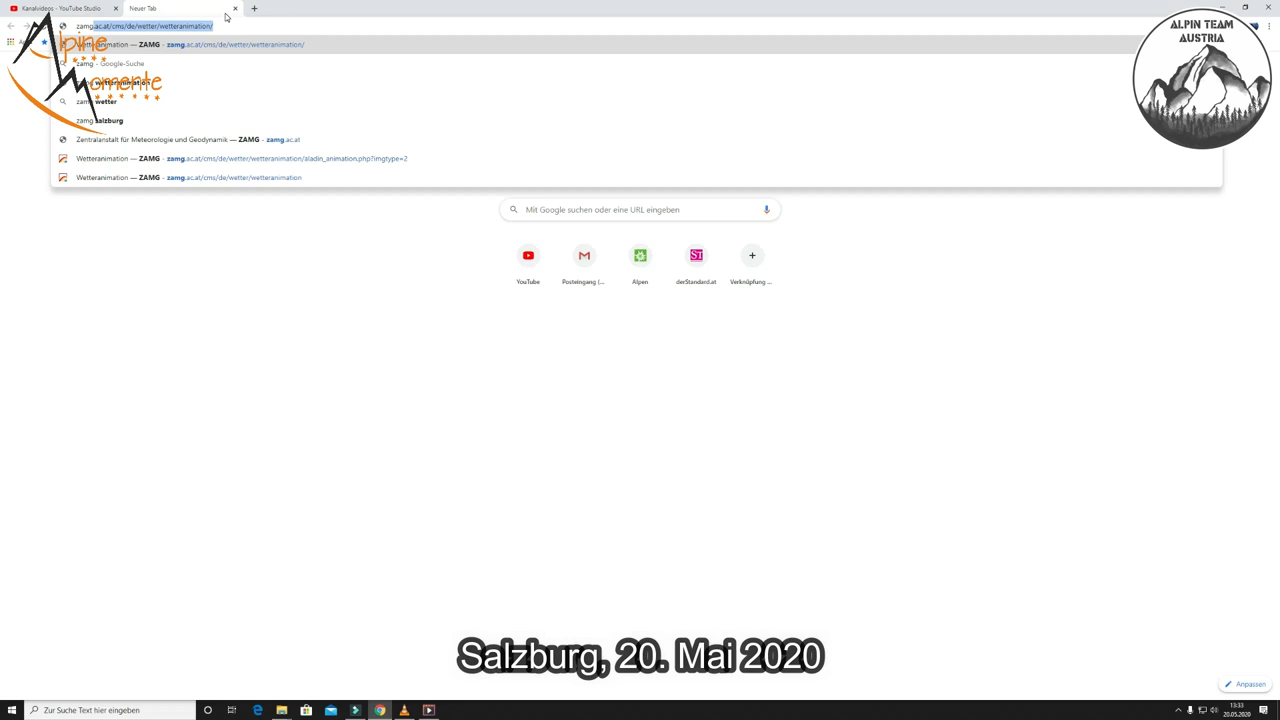 Kanalvideos - YouTube Studio
Neuer Tab
zamg.ac.at/cms/de/wetter/wetteranimation/
Wetteranimation — ZAMG - zamg.ac.at/cms/de/wetter/wetteranimation/
zamg - Google-Suche
zamg wetteranimation
zamg wetter
zamg salzburg
Zentralanstalt für Meteorologie und Geodynamik — ZAMG - zamg.ac.at
Wetteranimation — ZAMG - zamg.ac.at/cms/de/wetter/wetteranimation/aladin_animation.php?imgtype=2
Wetteranimation — ZAMG - zamg.ac.at/cms/de/wetter/wetteranimation
Alpine
Momente
ALPIN TEAM
AUSTRIA
Mit Google suchen oder eine URL eingeben
YouTube
Posteingang (...
Alpen
ST
derStandard.at
Verknüpfung ...
Salzburg, 20. Mai 2020
Anpassen
Zur Suche Text hier eingeben
13:33
20.05.2020